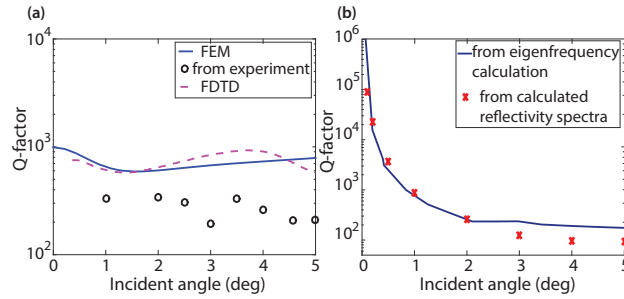 (a)
10^4
10^3
10^2
Q-factor
FEM
from experiment
FDTD
0 1 2 3 4 5
Incident angle (deg)
(b)
10^6
10^5
10^4
10^3
10^2
Q-factor
from eigenfrequency
calculation
from calculated
reflectivity spectra
0 1 2 3 4 5
Incident angle (deg)